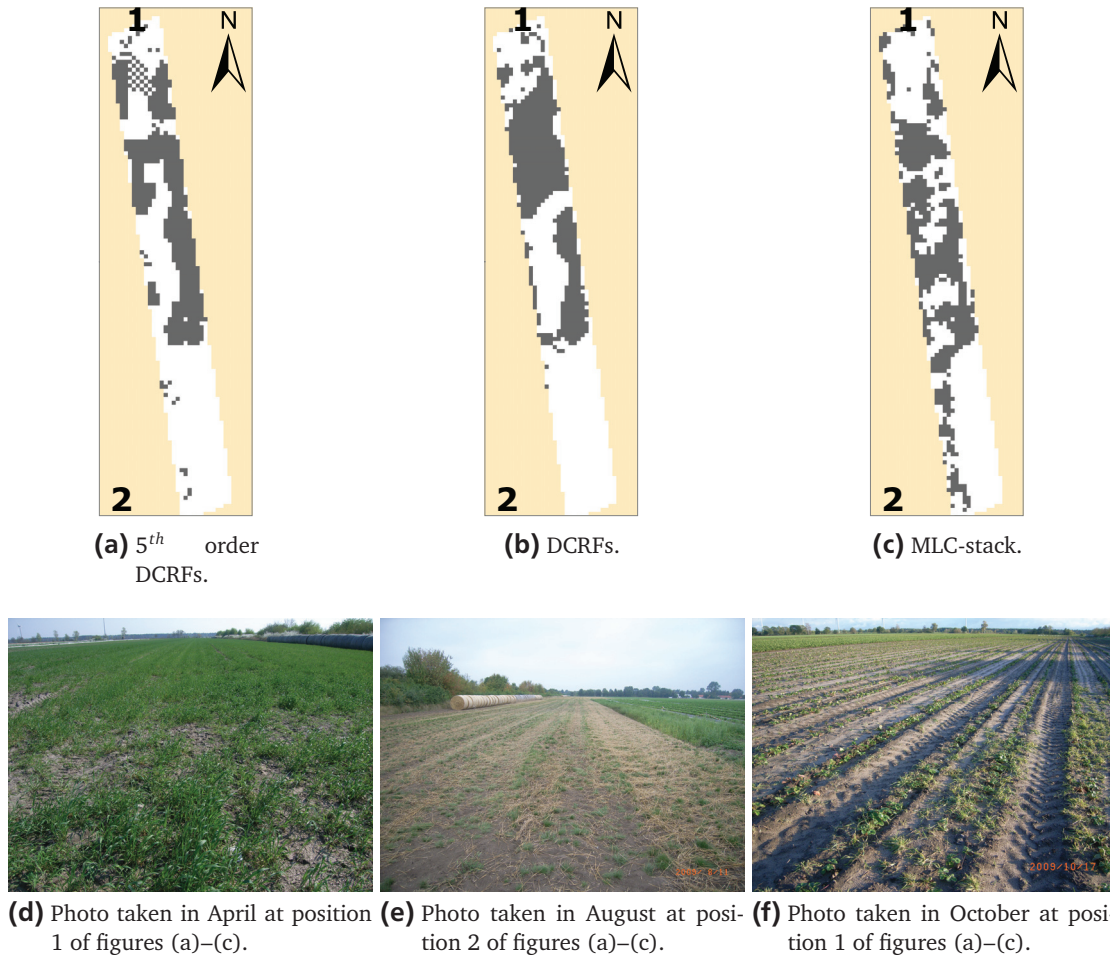 1 N 1 N 1 N
2 2 2
(a) 5th order
DCRFs.
(b) DCRFs.
(c) MLC-stack.
2009/10/17
(d) Photo taken in April at position
1 of figures (a)–(c).
(e) Photo taken in August at posi-
tion 2 of figures (a)–(c).
(f) Photo taken in October at posi-
tion 1 of figures (a)–(c).